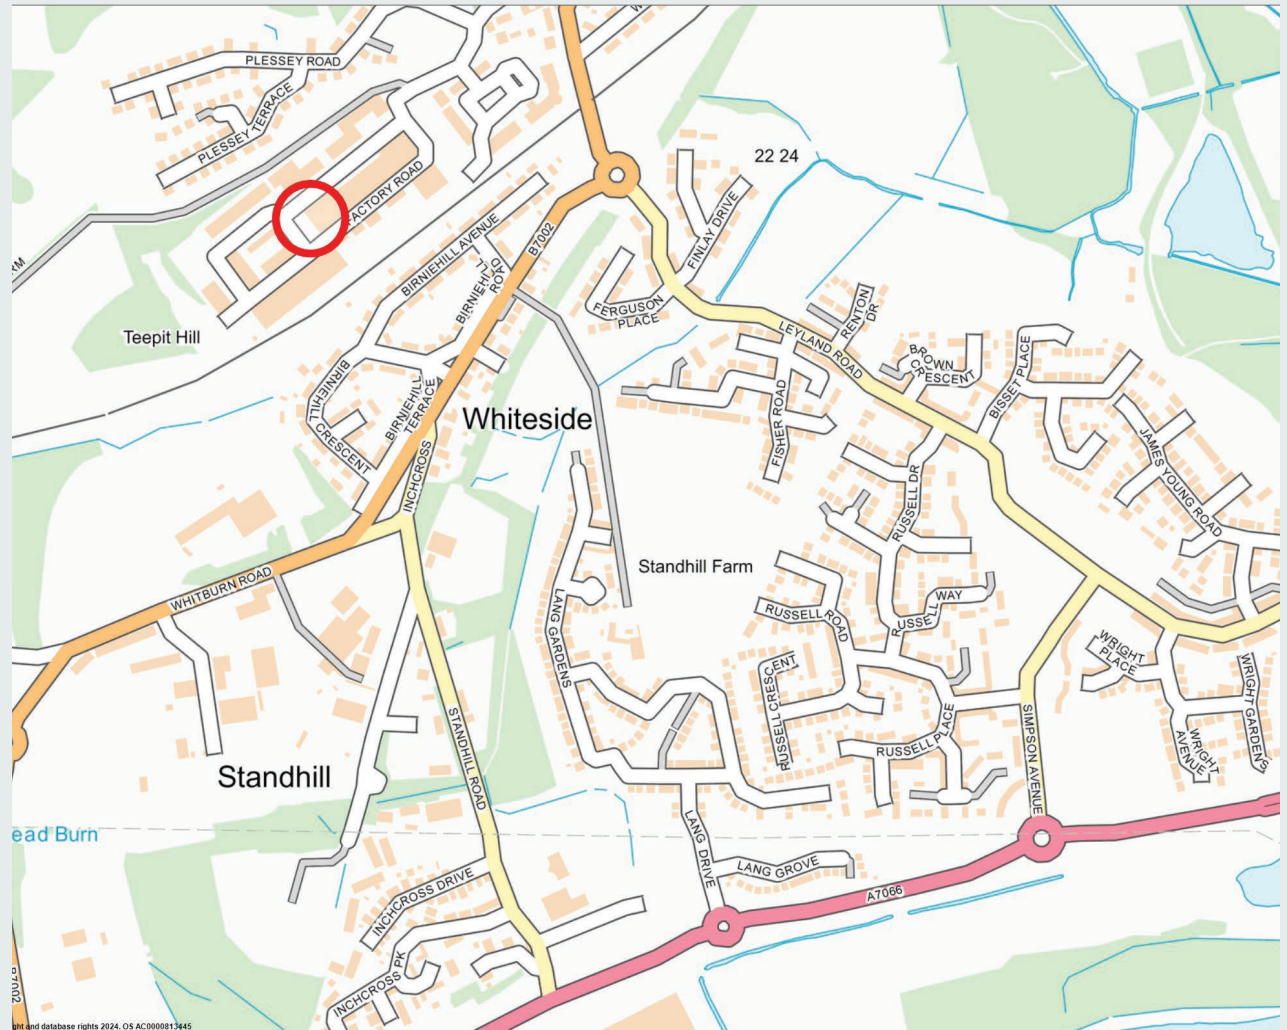 PLESSEY ROAD
PLESSEY TERRACE
FACTORY ROAD
22 24
FINLAY DRIVE
B7002
BIRNIEHILL AVENUE
BIRNIEHILL
ROAD
FERGUSON
PLACE
RENTON
DR
LEYLAND ROAD
Teepit Hill
BROWN
CRESCENT
BISSET PLACE
BIRNIEHILL CRESCENT
BIRNIEHILL
TERRACE
Whiteside
FISHER ROAD
JAMES YOUNG ROAD
INCHCROSS
RUSSELL DR
Standhill Farm
WHITBURN ROAD
LANG GARDENS
RUSSELL ROAD
RUSSELL WAY
WRIGHT
PLACE
WRIGHT GARDENS
RUSSELL CRESCENT
STANDHILL ROAD
RUSSELL PLACE
SIMPSON AVENUE
WRIGHT
AVENUE
Standhill
ead Burn
LANG DRIVE
LANG GROVE
A7066
INCHCROSS DRIVE
INCHCROSS PK
B7002
ght and database rights 2024. OS AC0000813445